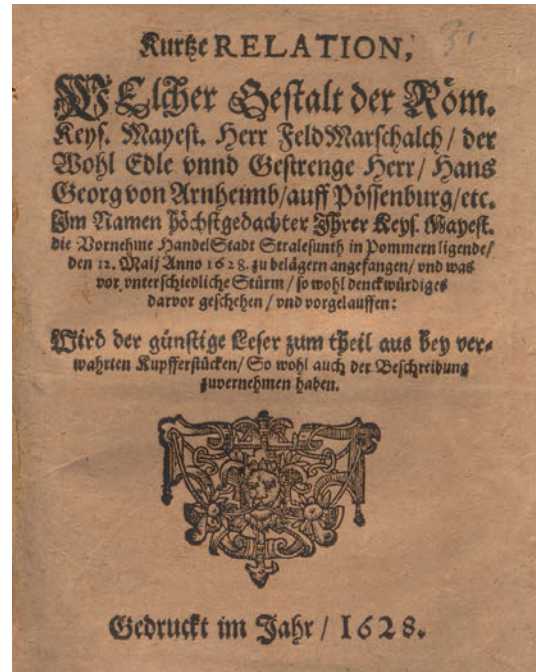 Kurtze RELATION,
31.
WElcher Gestalt der Röm.
Keys. Mayest. Herr FeldMarschalch / der
Wohl Edle vnnd Gestrenge Herr / Hans
Georg von Arnheimb / auff Pössenburg / etc.
Im Namen höchstgedachter Ihrer Keys. Mayest.
die Vornehme HandelStadt Stralesunth in Pommern ligende /
den 12. Maij Anno 1628. zu belägern angefangen / vnd was
vor vnterschiedliche Stürm / so wohl denckwürdiges
darvor geschehen / vnd vorgelauffen:
Wird der günstige Leser zum theil aus bey ver-
wahrten Kupfferstücken / So wohl auch der Beschreibung
zuvernehmen haben.
Gedruckt im Jahr / 1628.